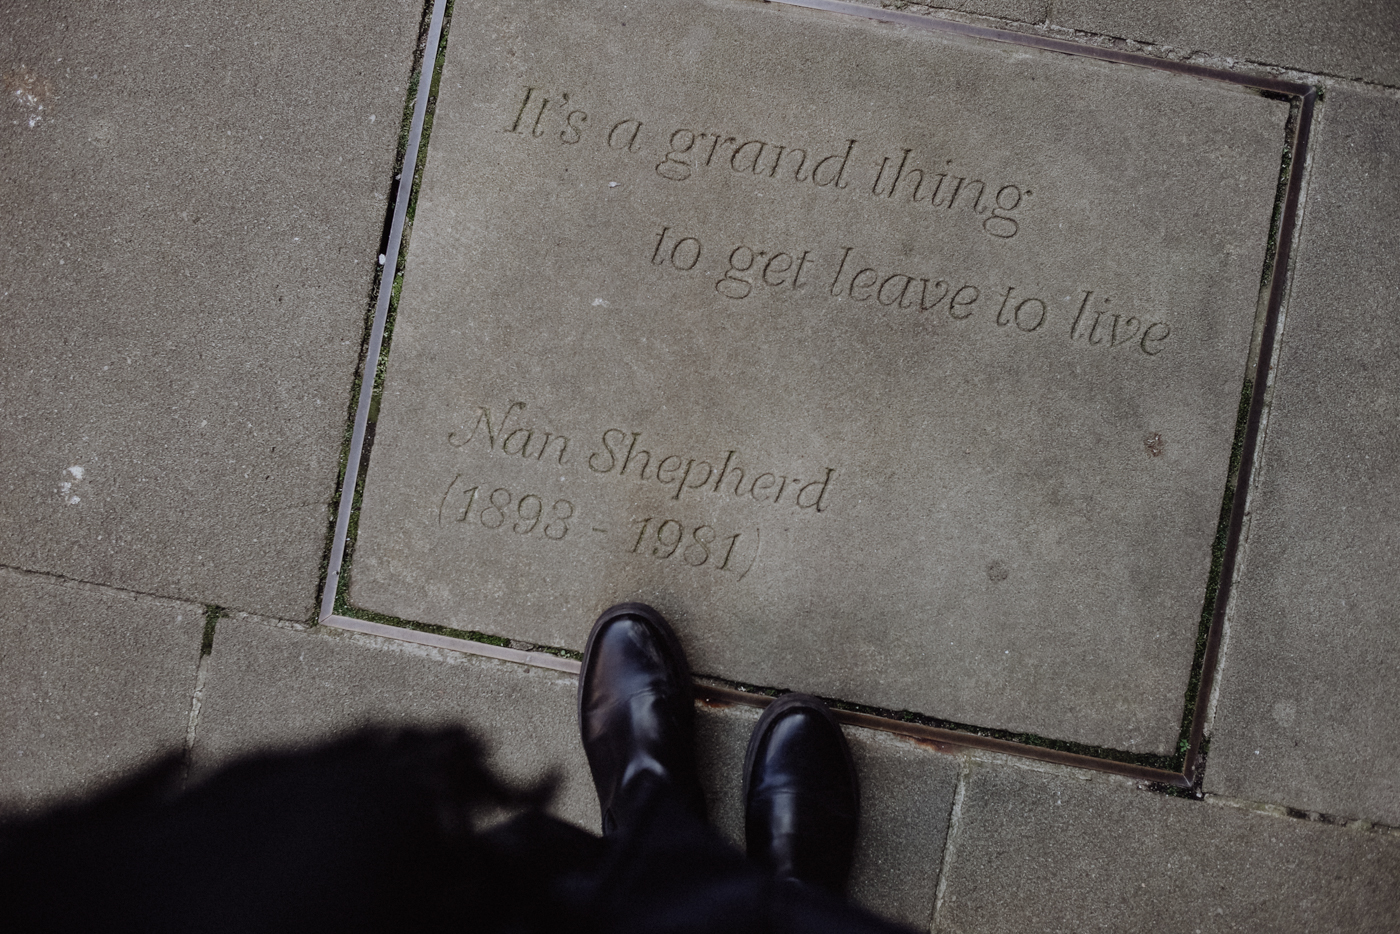 It's a grand thing
to get leave to live
Nan Shepherd
(1893 - 1981)